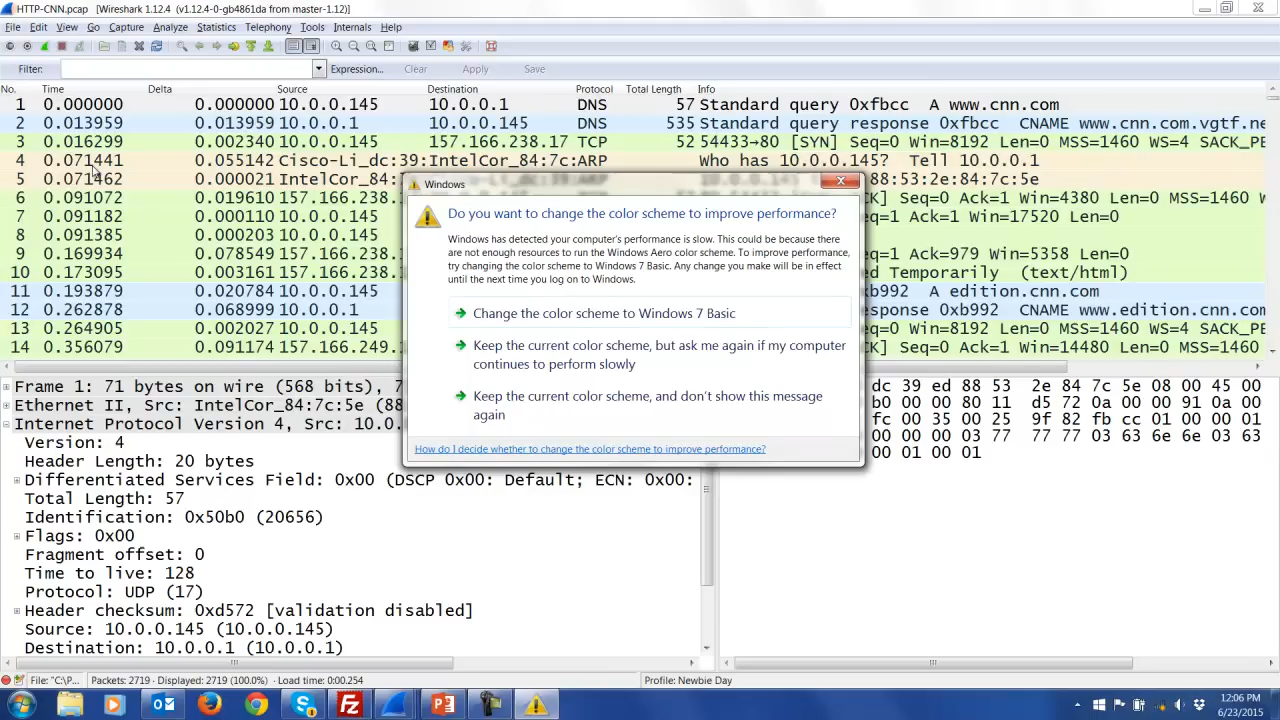 HTTP-CNN.pcap [Wireshark 1.12.4 (v1.12.4-0-gb4861da from master-1.12)]
File Edit View Go Capture Analyze Statistics Telephony Tools Internals Help
Filter: Expression... Clear Apply Save
No. Time Delta Source Destination Protocol Total Length Info
1 0.000000 0.000000 10.0.0.145 10.0.0.1 DNS 57 Standard query 0xfbcc A www.cnn.com
2 0.013959 0.013959 10.0.0.1 10.0.0.145 DNS 535 Standard query response 0xfbcc CNAME www.cnn.com.vgtf.ne
3 0.016299 0.002340 10.0.0.145 157.166.238.17 TCP 52 54433→80 [SYN] Seq=0 Win=8192 Len=0 MSS=1460 WS=4 SACK_PE
4 0.071441 0.055142 Cisco-Li_dc:39: IntelCor_84:7c: ARP Who has 10.0.0.145? Tell 10.0.0.1
5 0.071462 0.000021 IntelCor_84: 88:53:2e:84:7c:5e
6 0.091072 0.019816 157.166.238.1 K] Seq=0 Ack=1 Win=4380 Len=0 MSS=1460 W
7 0.091182 0.000110 10.0.0.145 q=1 Ack=1 Win=17520 Len=0
8 0.091385 0.000203 10.0.0.145
9 0.169934 0.078549 157.166.238.1 q=1 Ack=979 Win=5358 Len=0
10 0.173095 0.003161 157.166.238.1 ed Temporarily (text/html)
11 0.193879 0.020784 10.0.0.145 xb992 A edition.cnn.com
12 0.262878 0.068999 10.0.0.1 response 0xb992 CNAME www.edition.cnn.com
13 0.264905 0.002027 10.0.0.145 Seq=0 Win=8192 Len=0 MSS=1460 WS=4 SACK_PE
14 0.356079 0.091174 157.166.249.1 CK] Seq=0 Ack=1 Win=14480 Len=0 MSS=1460 SACK_P
Windows
Do you want to change the color scheme to improve performance?
Windows has detected your computer's performance is slow. This could be because there
are not enough resources to run the Windows Aero color scheme. To improve performance,
try changing the color scheme to Windows 7 Basic. Any change you make will be in effect
until the next time you log on to Windows.
Change the color scheme to Windows 7 Basic
Keep the current color scheme, but ask me again if my computer
continues to perform slowly
Keep the current color scheme, and don't show this message
again
How do I decide whether to change the color scheme to improve performance?
Frame 1: 71 bytes on wire (568 bits), 7
Ethernet II, Src: IntelCor_84:7c:5e (88
Internet Protocol Version 4, Src: 10.0.
Version: 4
Header Length: 20 bytes
Differentiated Services Field: 0x00 (DSCP 0x00: Default; ECN: 0x00:
Total Length: 57
Identification: 0x50b0 (20656)
Flags: 0x00
Fragment offset: 0
Time to live: 128
Protocol: UDP (17)
Header checksum: 0xd572 [validation disabled]
Source: 10.0.0.145 (10.0.0.145)
Destination: 10.0.0.1 (10.0.0.1)
dc 39 ed 88 53 2e 84 7c 5e 08 00 45 00
b0 00 00 80 11 d5 72 0a 00 00 91 0a 00
fc 00 35 00 25 9f 82 fb cc 01 00 00 01
00 00 00 03 77 77 77 03 63 6e 6e 03 63
00 01 00 01
File: "C:\P... Packets: 2719 · Displayed: 2719 (100.0%) · Load time: 0:00.254 Profile: Newbie Day
12:06 PM
6/23/2015